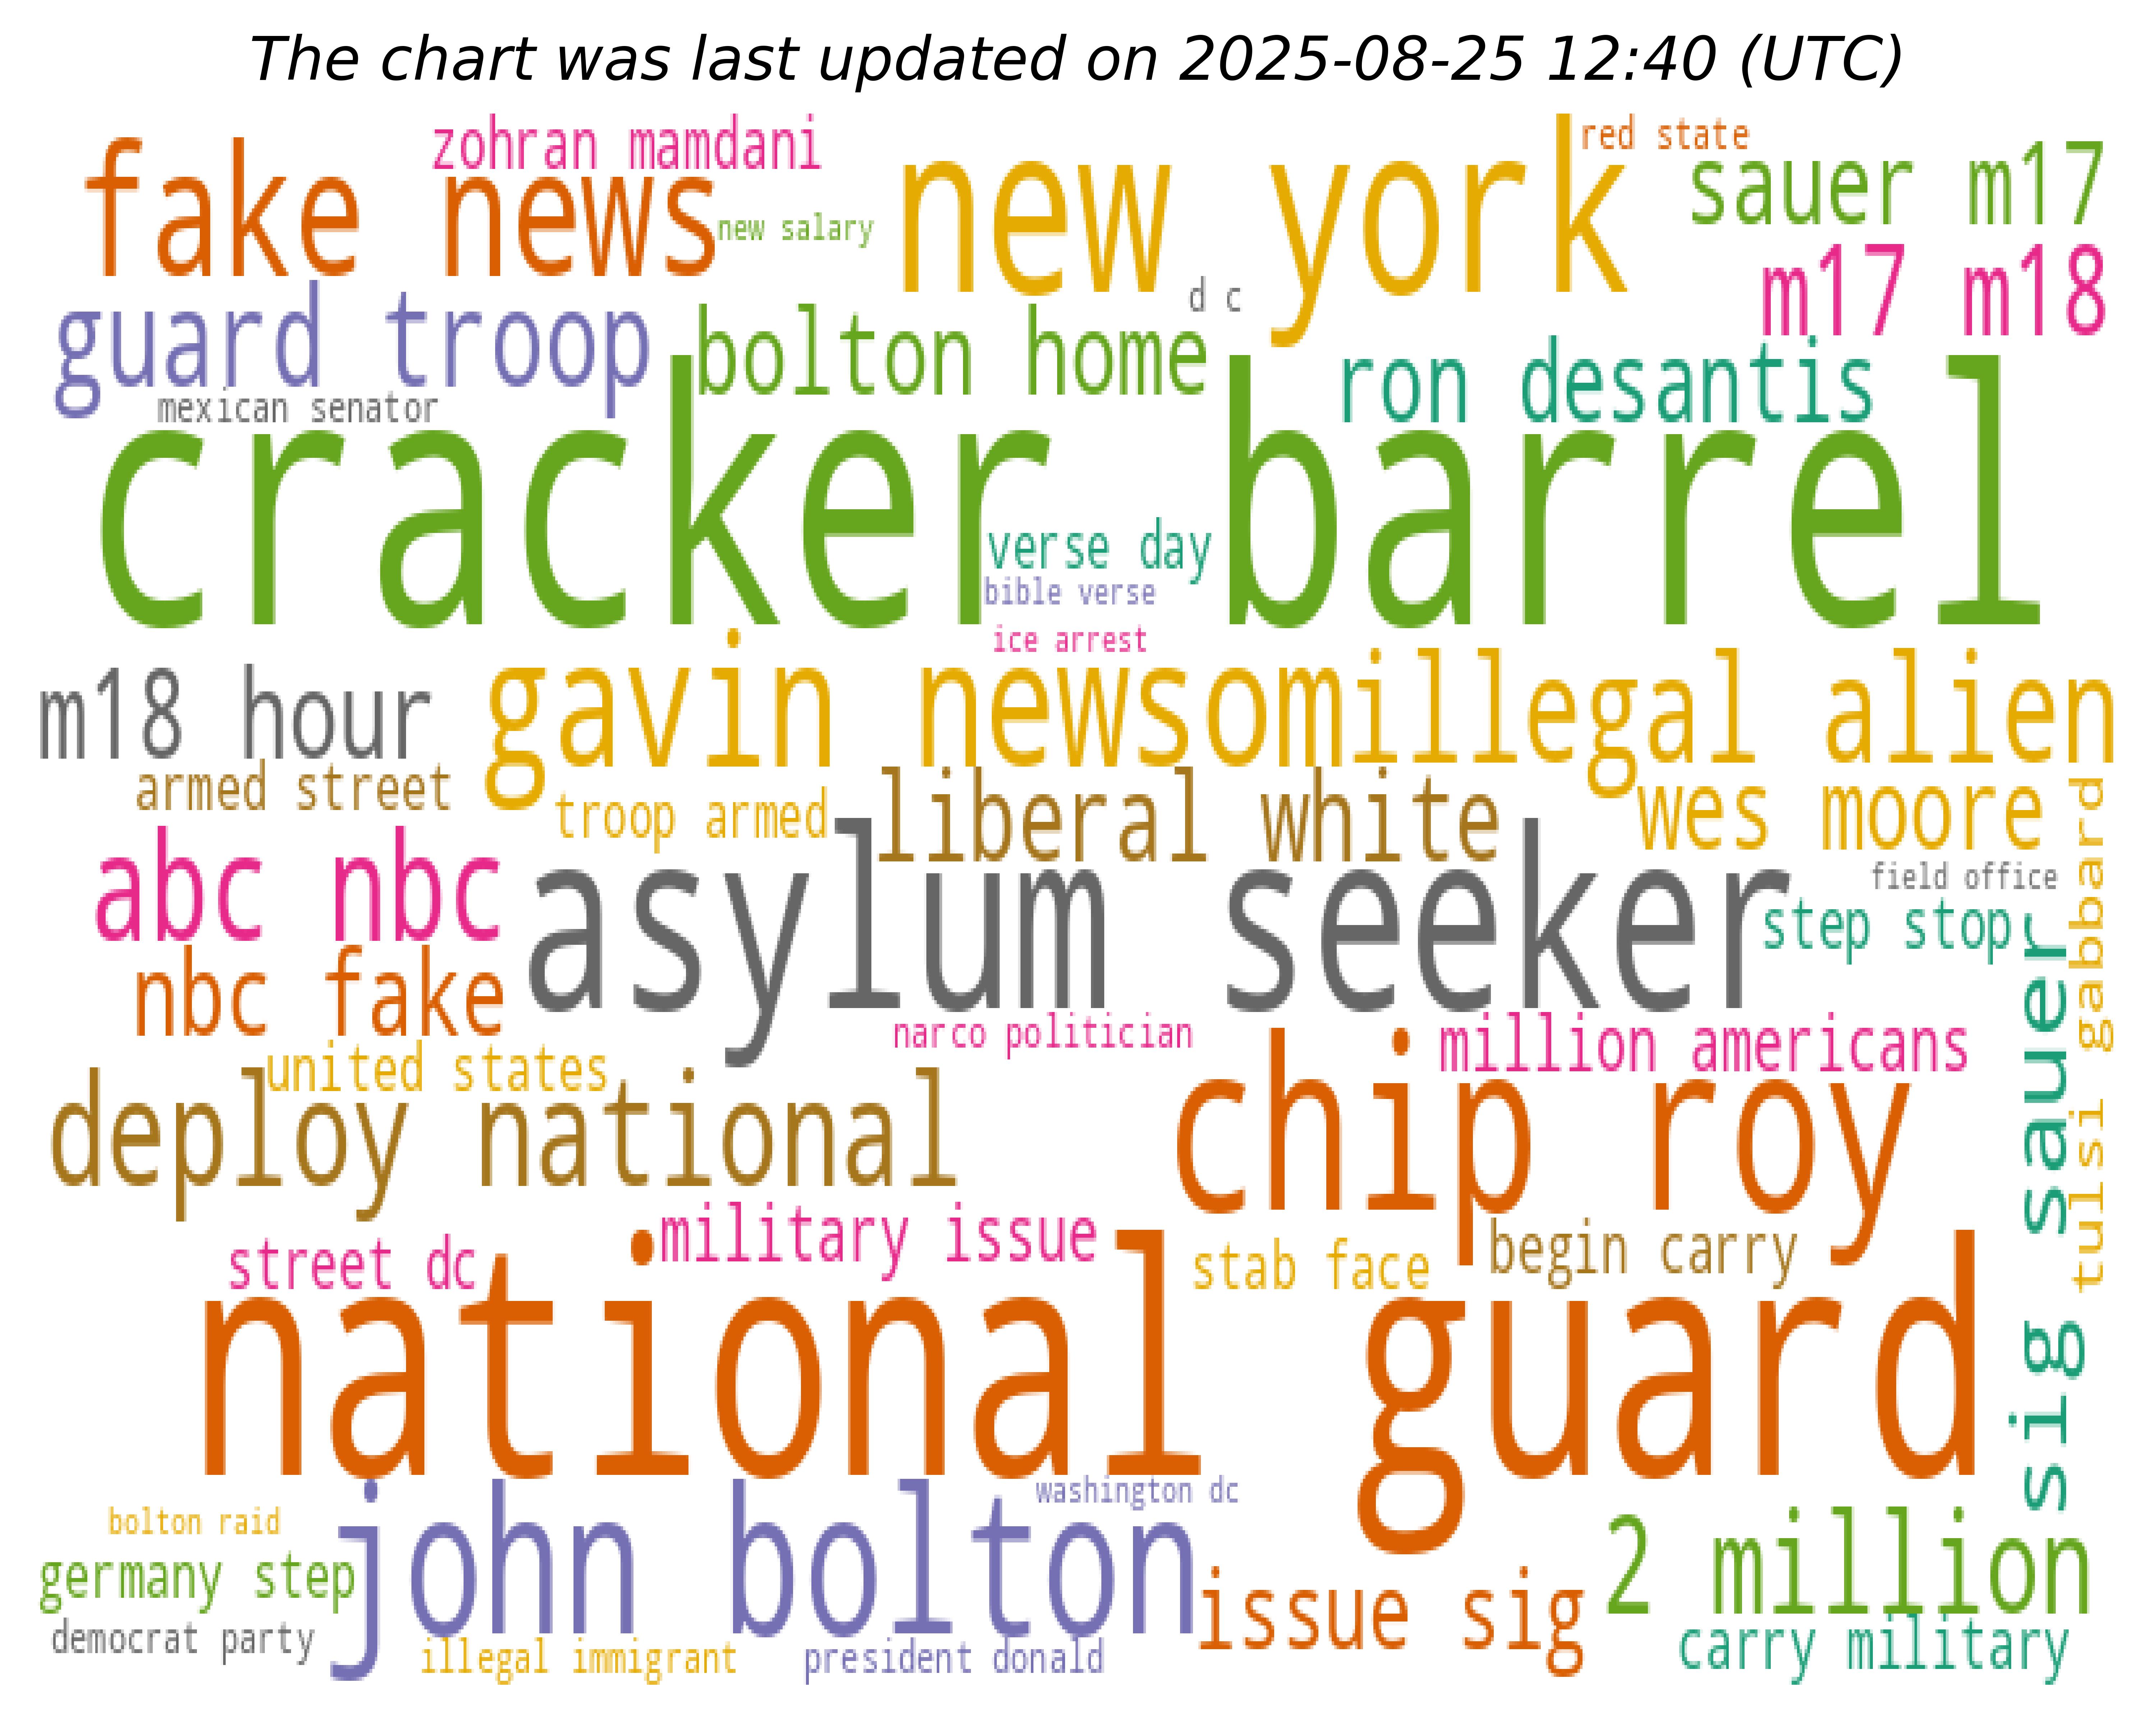 The chart was last updated on 2025-08-25 12:40 (UTC)
zohran mamdani
red state
fake news
new york
sauer m17
new salary
m17 m18
d c
guard troop
bolton home
ron desantis
mexican senator
cracker barrel
verse day
bible verse
ice arrest
m18 hour
gavin newsom
illegal alien
armed street
troop armed
liberal white
wes moore
tulsi gabbard
abc nbc
asylum seeker
field office
step stop
sig sauer
nbc fake
narco politician
million americans
united states
deploy national
chip roy
military issue
street dc
stab face
begin carry
national guard
john bolton
washington dc
bolton raid
2 million
germany step
issue sig
democrat party
illegal immigrant
president donald
carry military